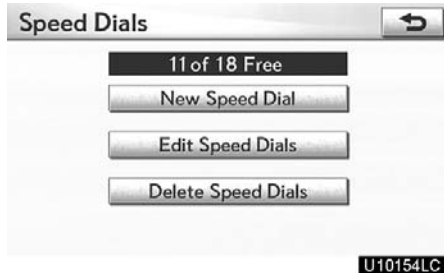 Speed Dials
11 of 18 Free
New Speed Dial
Edit Speed Dials
Delete Speed Dials
U10154LC